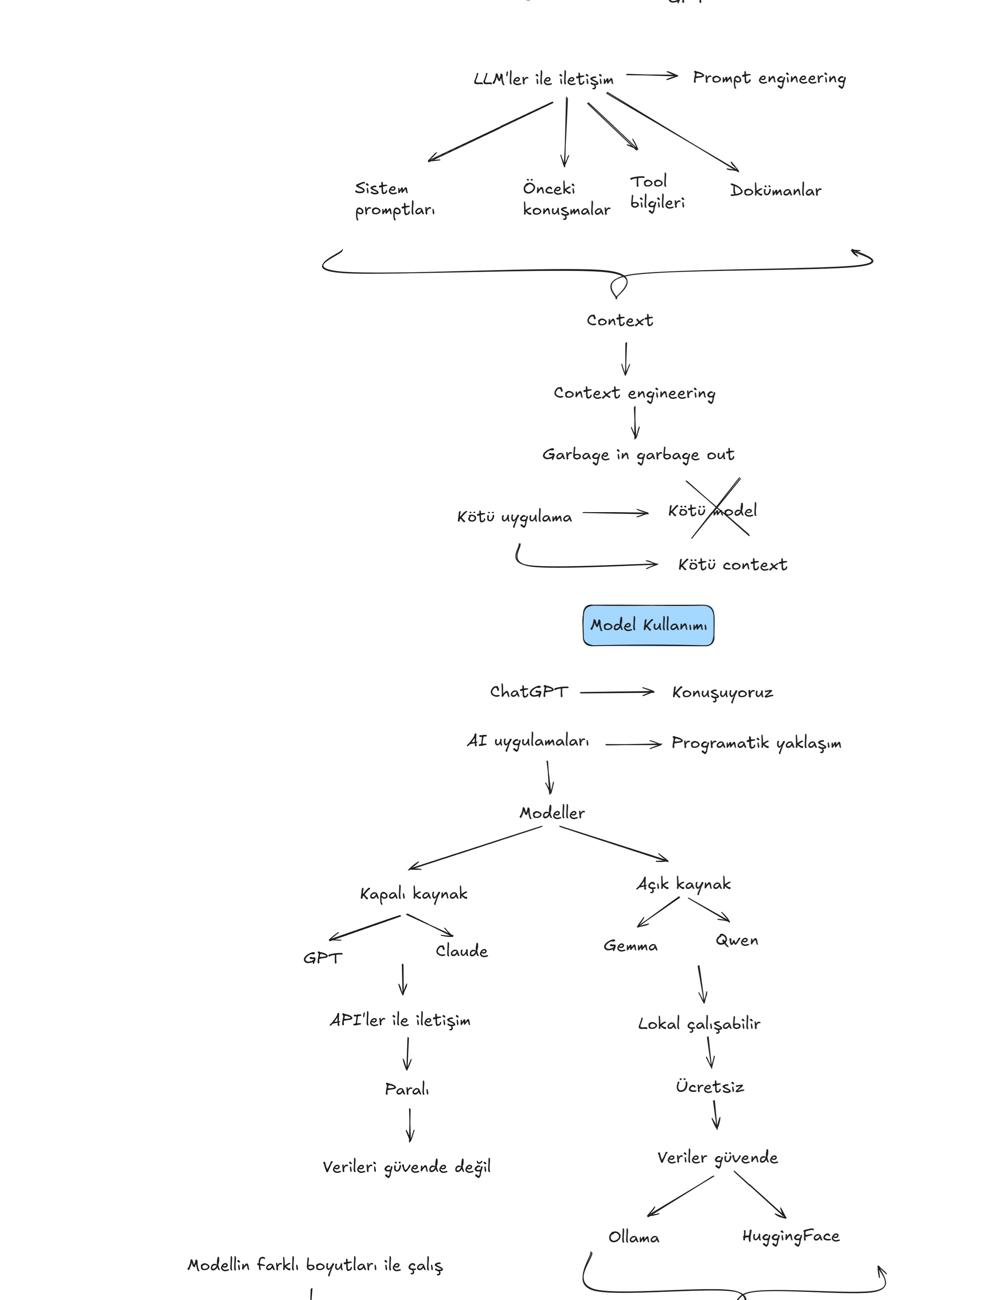 LLM'ler ile iletişim
Prompt engineering
Sistem
promptları
Önceki
konuşmalar
Tool
bilgileri
Dokümanlar
Context
Context engineering
Garbage in garbage out
Kötü uygulama
Kötü model
Kötü context
Model Kullanımı
ChatGPT
Konuşuyoruz
AI uygulamaları
Programatik yaklaşım
Modeller
Kapalı kaynak
Açık kaynak
GPT
Claude
Gemma
Qwen
API'ler ile iletişim
Lokal çalışabilir
Paralı
Ücretsiz
Verileri güvende değil
Veriler güvende
Ollama
HuggingFace
Modellin farklı boyutları ile çalış